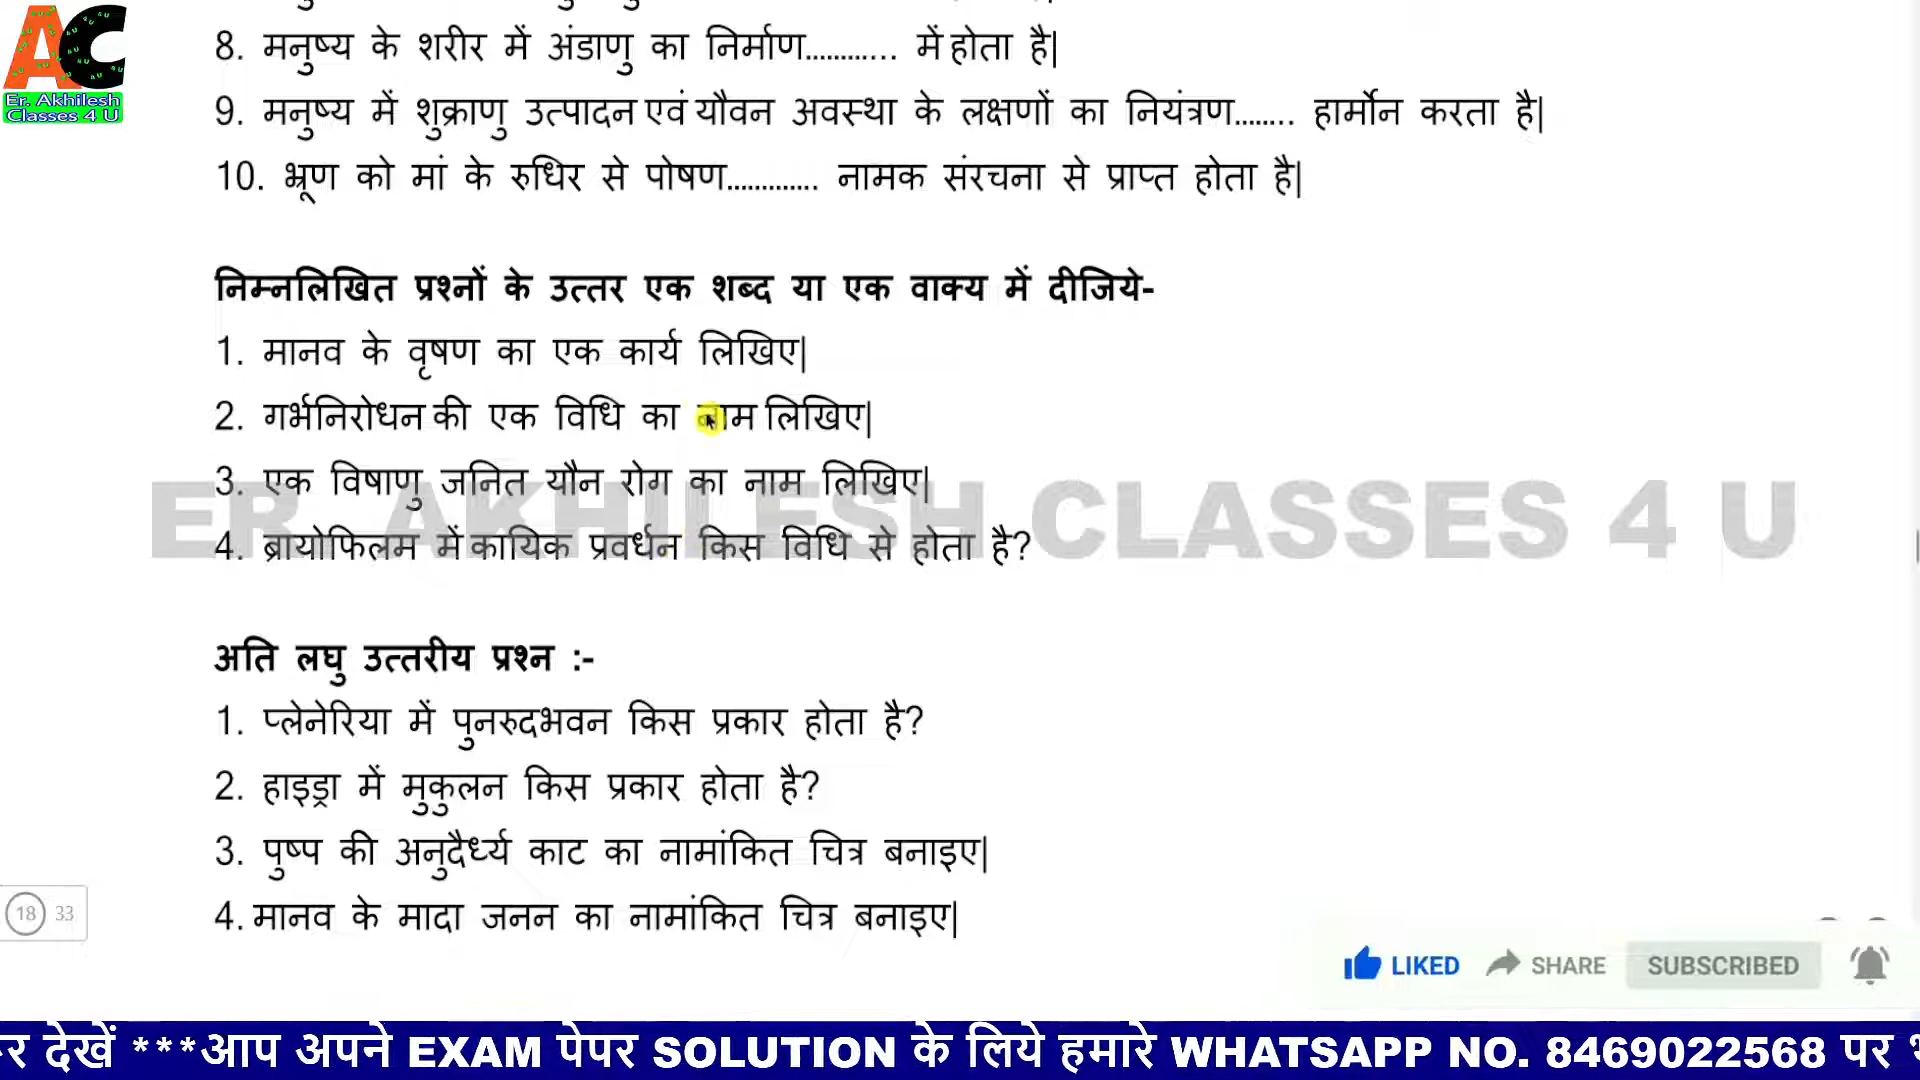 8. मनुष्य के शरीर में अंडाणु का निर्माण........... में होता है|
9. मनुष्य में शुक्राणु उत्पादन एवं यौवन अवस्था के लक्षणों का नियंत्रण........ हार्मोन करता है|
10. भ्रूण को मां के रुधिर से पोषण............. नामक संरचना से प्राप्त होता है|
AC
Er. Akhilesh
Classes 4 U
निम्नलिखित प्रश्नों के उत्तर एक शब्द या एक वाक्य में दीजिये-
1. मानव के वृषण का एक कार्य लिखिए|
2. गर्भनिरोधन की एक विधि का नाम लिखिए|
3. एक विषाणु जनित यौन रोग का नाम लिखिए|
ER. AKHILESH CLASSES 4 U
4. ब्रायोफिलम में कायिक प्रवर्धन किस विधि से होता है?
अति लघु उत्तरीय प्रश्न :-
1. प्लेनेरिया में पुनरुदभवन किस प्रकार होता है?
2. हाइड्रा में मुकुलन किस प्रकार होता है?
3. पुष्प की अनुदैर्ध्य काट का नामांकित चित्र बनाइए|
4. मानव के मादा जनन का नामांकित चित्र बनाइए|
18 33
LIKED SHARE SUBSCRIBED
देखें ***आप अपने EXAM पेपर SOLUTION के लिये हमारे WHATSAPP NO. 8469022568 पर